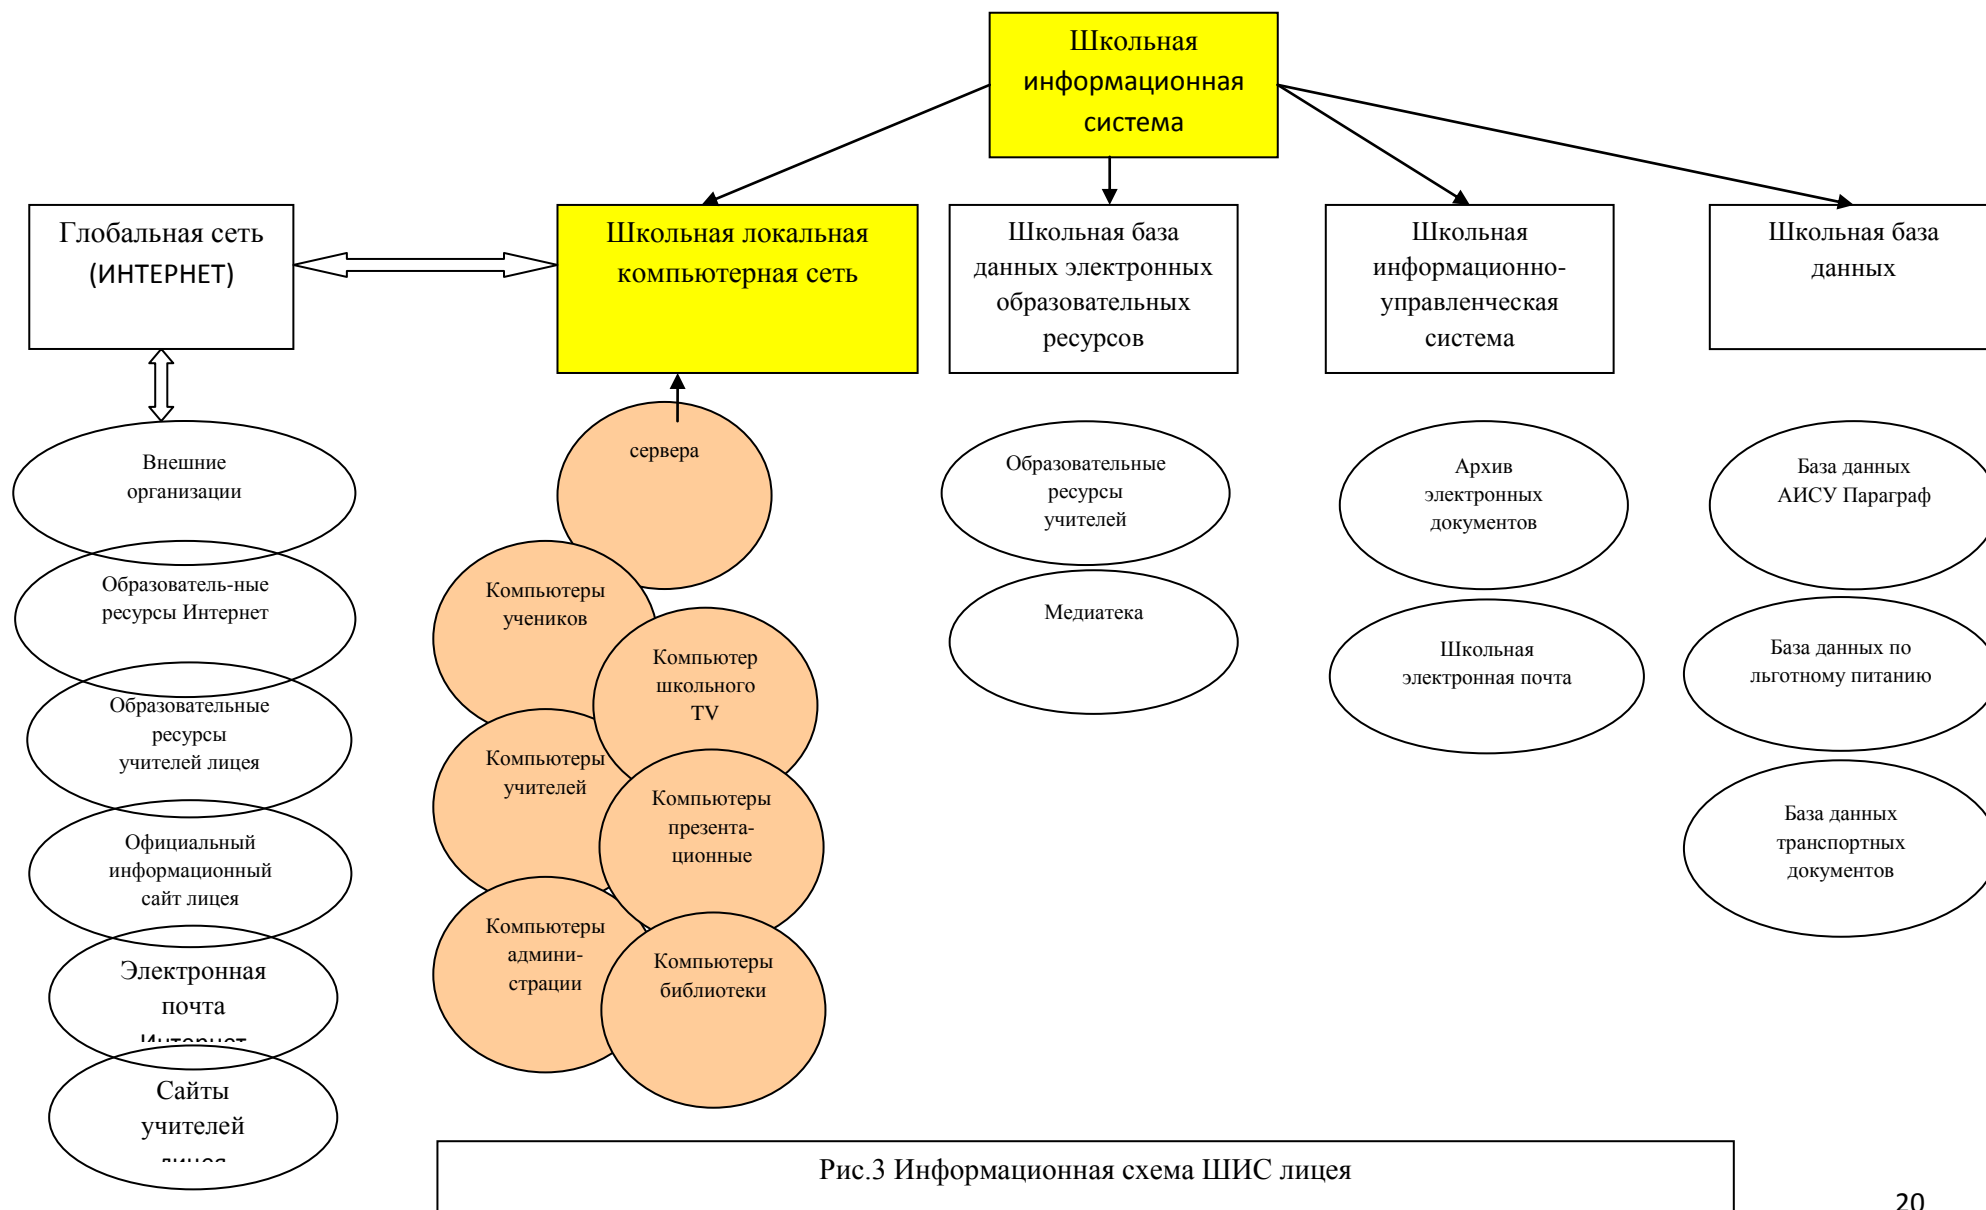 Школьная
информационная
система
Глобальная сеть
(ИНТЕРНЕТ)
Школьная локальная
компьютерная сеть
Школьная база
данных электронных
образовательных
ресурсов
Школьная
информационно-
управленческая
система
Школьная база
данных
Внешние
организации
Образователь-ные
ресурсы Интернет
Образовательные
ресурсы
учителей лицея
Официальный
информационный
сайт лицея
Электронная
почта
Интернет
Сайты
учителей
лицея
сервера
Компьютеры
учеников
Компьютер
школьного
TV
Компьютеры
учителей
Компьютеры
презента-
ционные
Компьютеры
админи-
страции
Компьютеры
библиотеки
Образовательные
ресурсы
учителей
Медиатека
Архив
электронных
документов
Школьная
электронная почта
База данных
АИСУ Параграф
База данных по
льготному питанию
База данных
транспортных
документов
Рис.3 Информационная схема ШИС лицея
20